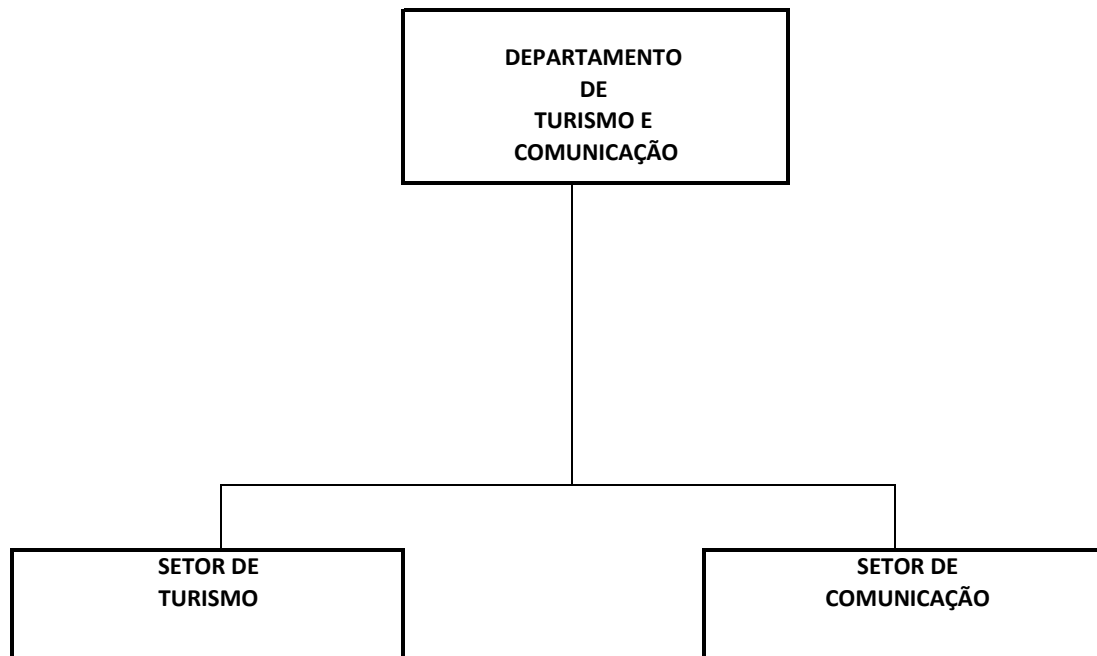 DEPARTAMENTO
DE
TURISMO E
COMUNICAÇÃO
SETOR DE
TURISMO
SETOR DE
COMUNICAÇÃO